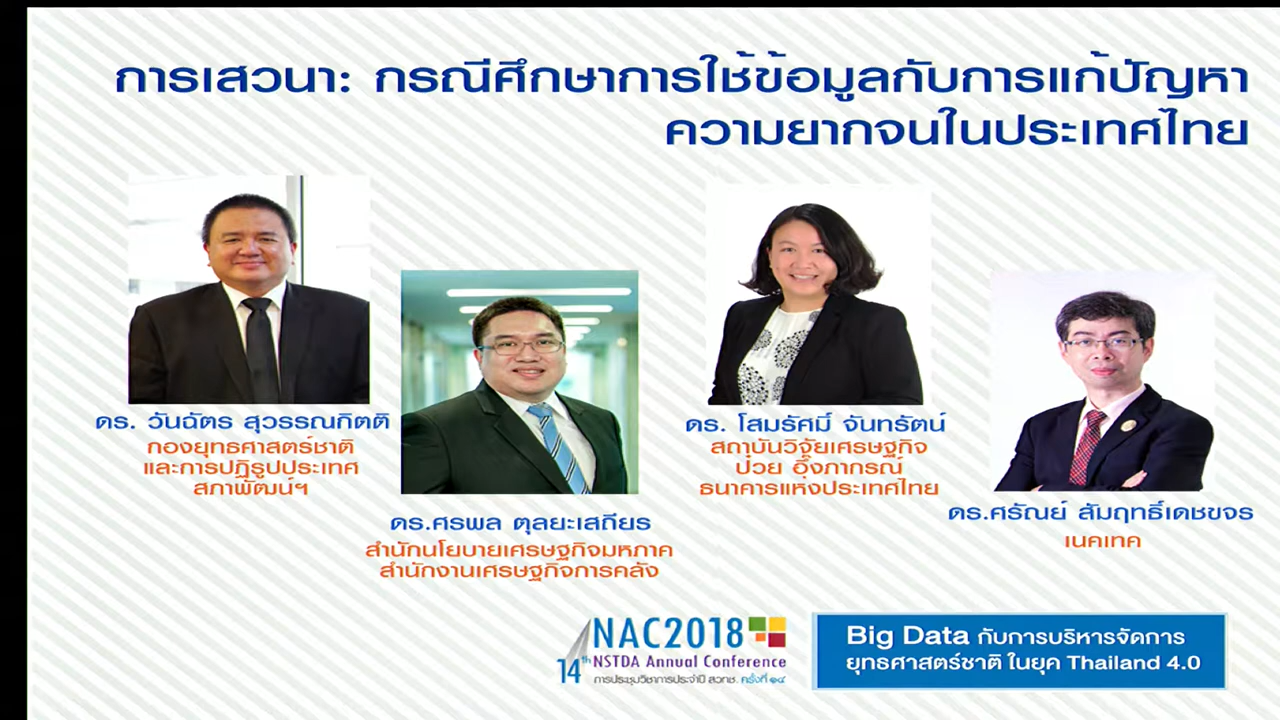 การเสวนา: กรณีศึกษาการใช้ข้อมูลกับการแก้ปัญหา
ความยากจนในประเทศไทย
ดร. วันฉัตร สุวรรณกิตติ
กองยุทธศาสตร์ชาติ
และการปฏิรูปประเทศ
สภาพัฒน์ฯ
ดร.ศรพล ตุลยะเสถียร
สำนักนโยบายเศรษฐกิจมหภาค
สำนักงานเศรษฐกิจการคลัง
ดร. โสมรัศมิ์ จันทรัตน์
สถาบันวิจัยเศรษฐกิจ
ป๋วย อึ๊งภากรณ์
ธนาคารแห่งประเทศไทย
ดร.ศรัณย์ สัมฤทธิ์เดชขจร
เนคเทค
NAC2018
14th NSTDA Annual Conference
การประชุมวิชาการประจำปี สวทช. ครั้งที่ ๑๔
Big Data กับการบริหารจัดการ
ยุทธศาสตร์ชาติ ในยุค Thailand 4.0